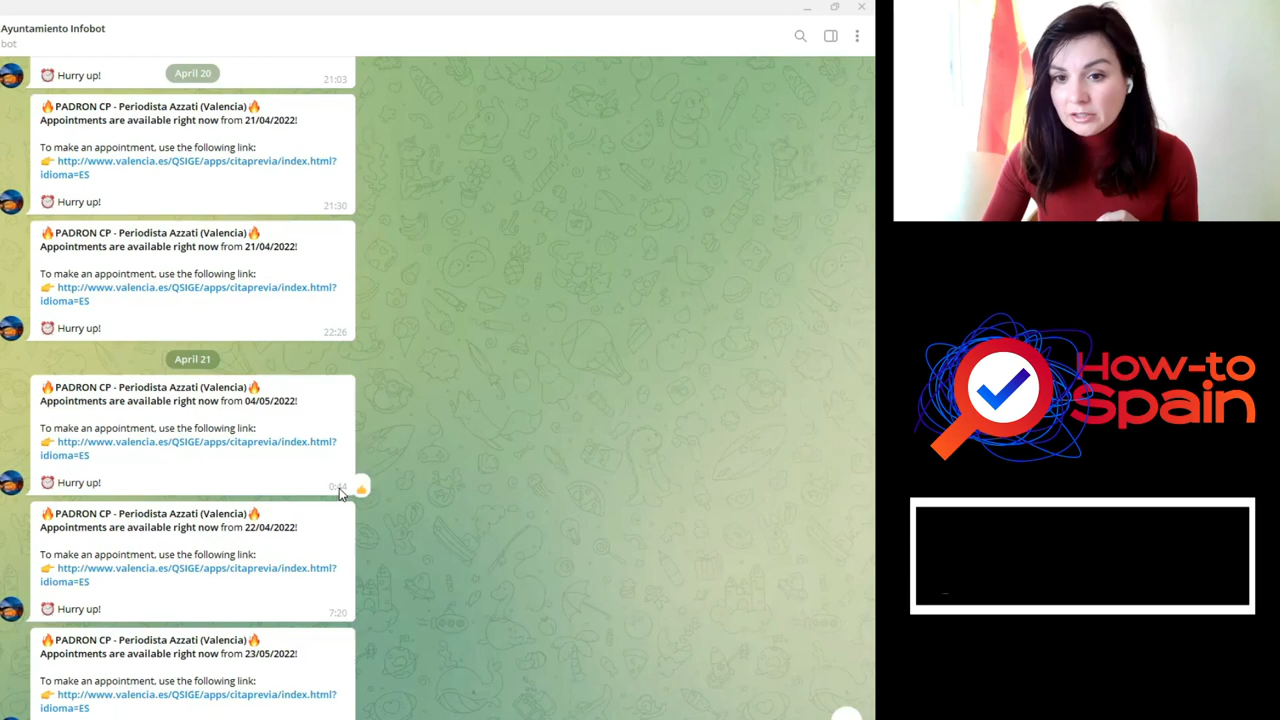 Ayuntamiento Infobot
bot
April 20
⏰ Hurry up!
21:03
🔥PADRON CP - Periodista Azzati (Valencia)🔥
Appointments are available right now from 21/04/2022!
To make an appointment, use the following link:
👉 http://www.valencia.es/QSIGE/apps/citaprevia/index.html?
idioma=ES
⏰ Hurry up!
21:30
🔥PADRON CP - Periodista Azzati (Valencia)🔥
Appointments are available right now from 21/04/2022!
To make an appointment, use the following link:
👉 http://www.valencia.es/QSIGE/apps/citaprevia/index.html?
idioma=ES
⏰ Hurry up!
22:26
April 21
🔥PADRON CP - Periodista Azzati (Valencia)🔥
Appointments are available right now from 04/05/2022!
To make an appointment, use the following link:
👉 http://www.valencia.es/QSIGE/apps/citaprevia/index.html?
idioma=ES
⏰ Hurry up!
0:44
🔥PADRON CP - Periodista Azzati (Valencia)🔥
Appointments are available right now from 22/04/2022!
To make an appointment, use the following link:
👉 http://www.valencia.es/QSIGE/apps/citaprevia/index.html?
idioma=ES
⏰ Hurry up!
7:20
🔥PADRON CP - Periodista Azzati (Valencia)🔥
Appointments are available right now from 23/05/2022!
To make an appointment, use the following link:
👉 http://www.valencia.es/QSIGE/apps/citaprevia/index.html?
idioma=ES
How-to
Spain